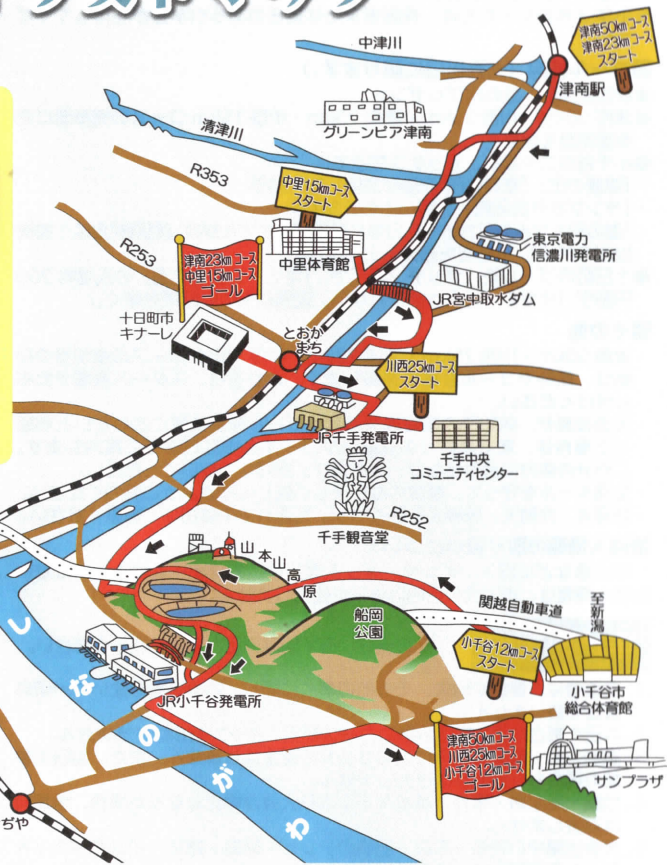 ラストマップ
津南50kmコース
津南23kmコース
スタート
中津川
津南駅
グリーンピア津南
清津川
R353
中里15kmコース
スタート
東京電力
信濃川発電所
中里体育館
R253
津南23kmコース
中里15kmコース
ゴール
JR宮中取水ダム
十日町市
キナーレ
とおか
まち
川西25kmコース
スタート
JR千手発電所
千手中央
コミュニティセンター
千手観音堂
R252
山本山高原
船岡
公園
関越自動車道
至新潟
小千谷12kmコース
スタート
小千谷市
総合体育館
JR小千谷発電所
しなのがわ
津南50kmコース
川西25kmコース
小千谷12kmコース
ゴール
サンプラザ
ぢや